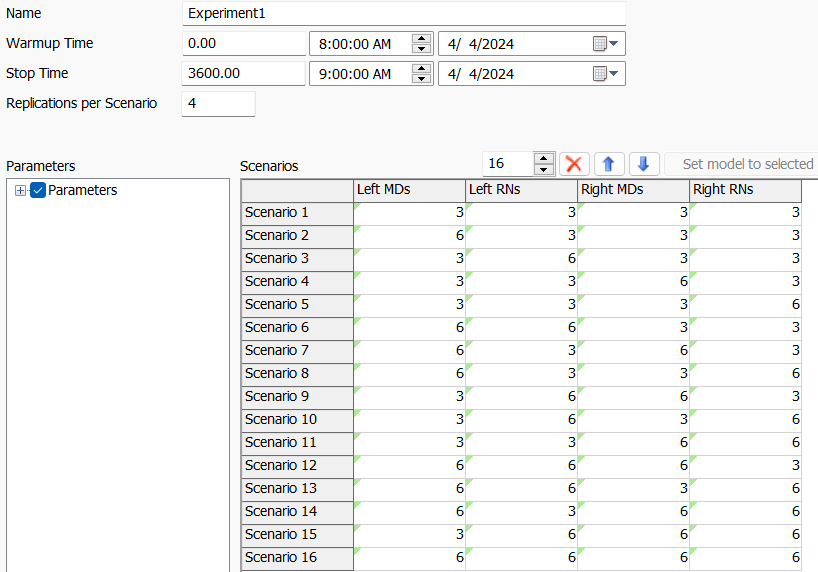 Name Experiment1
Warmup Time 0.00 8:00:00 AM 4/ 4/2024
Stop Time 3600.00 9:00:00 AM 4/ 4/2024
Replications per Scenario 4
Parameters Scenarios 16 Set model to selected
Parameters
Left MDs Left RNs Right MDs Right RNs
Scenario 1 3 3 3 3
Scenario 2 6 3 3 3
Scenario 3 3 6 3 3
Scenario 4 3 3 6 3
Scenario 5 3 3 3 6
Scenario 6 6 6 3 3
Scenario 7 6 3 6 3
Scenario 8 6 3 3 6
Scenario 9 3 6 6 3
Scenario 10 3 6 3 6
Scenario 11 3 3 6 6
Scenario 12 6 6 6 3
Scenario 13 6 6 3 6
Scenario 14 6 3 6 6
Scenario 15 3 6 6 6
Scenario 16 6 6 6 6